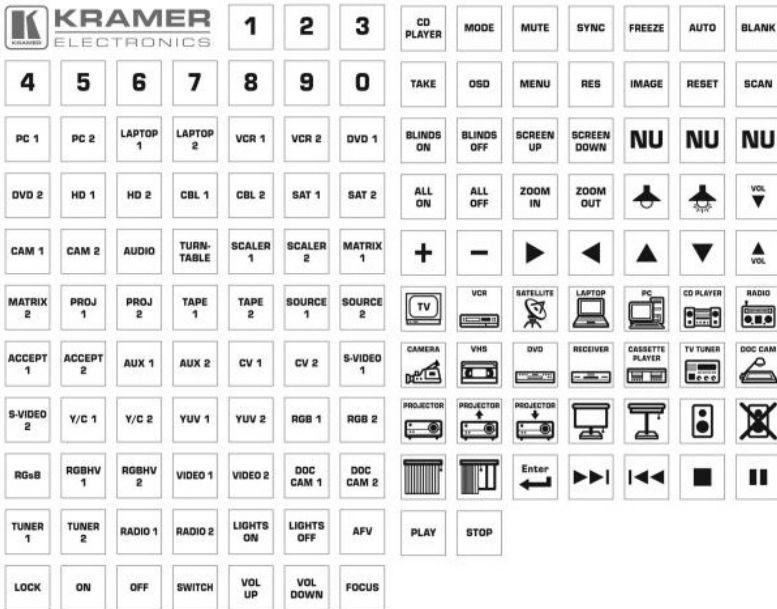 KRAMER
KRAMER
ELECTRONICS
1 2 3 CD PLAYER MODE MUTE SYNC FREEZE AUTO BLANK
4 5 6 7 8 9 0 TAKE OSD MENU RES IMAGE RESET SCAN
PC 1 PC 2 LAPTOP 1 LAPTOP 2 VCR 1 VCR 2 DVD 1 BLINDS ON BLINDS OFF SCREEN UP SCREEN DOWN NU NU NU
DVD 2 HD 1 HD 2 CBL 1 CBL 2 SAT 1 SAT 2 ALL ON ALL OFF ZOOM IN ZOOM OUT VOL
CAM 1 CAM 2 AUDIO TURN-TABLE SCALER 1 SCALER 2 MATRIX 1 + − VOL
MATRIX 2 PROJ 1 PROJ 2 TAPE 1 TAPE 2 SOURCE 1 SOURCE 2 TV VCR SATELLITE LAPTOP PC CD PLAYER RADIO
ACCEPT 1 ACCEPT 2 AUX 1 AUX 2 CV 1 CV 2 S-VIDEO 1 CAMERA VHS DVD RECEIVER CASSETTE PLAYER TV TUNER DOC CAM
S-VIDEO 2 Y/C 1 Y/C 2 YUV 1 YUV 2 RGB 1 RGB 2 PROJECTOR PROJECTOR PROJECTOR
RGsB RGBHV 1 RGBHV 2 VIDEO 1 VIDEO 2 DOC CAM 1 DOC CAM 2 Enter
TUNER 1 TUNER 2 RADIO 1 RADIO 2 LIGHTS ON LIGHTS OFF AFV PLAY STOP
LOCK ON OFF SWITCH VOL UP VOL DOWN FOCUS